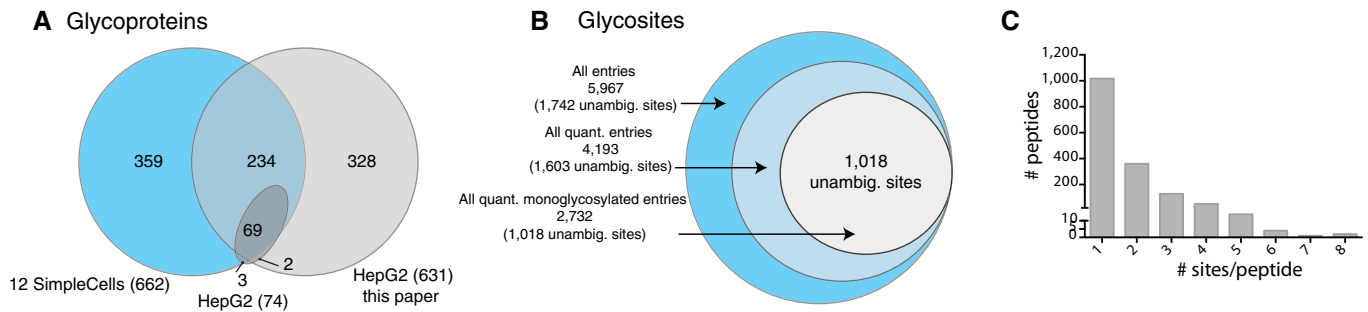 A Glycoproteins
359
234
328
69
3
2
12 SimpleCells (662)
HepG2 (74)
HepG2 (631)
this paper
B Glycosites
All entries
5,967
(1,742 unambig. sites)
All quant. entries
4,193
(1,603 unambig. sites)
All quant. monoglycosylated entries
2,732
(1,018 unambig. sites)
1,018
unambig. sites
C
# peptides
1,200
1,000
800
600
400
200
10
5
0
1 2 3 4 5 6 7 8
# sites/peptide